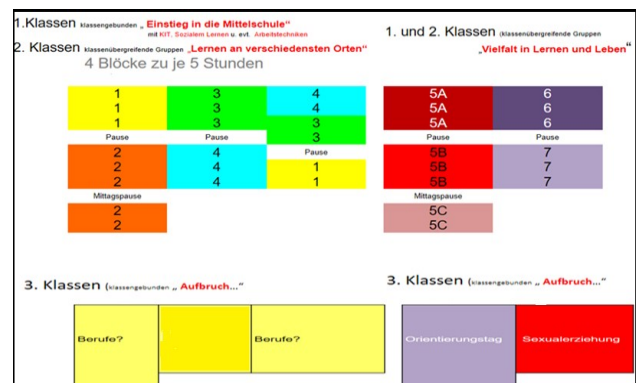 1.Klassen klassengebunden „ Einstieg in die Mittelschule“
mit KIT, Sozialem Lernen u. evt. Arbeitstechniken
2. Klassen klassenübergreifende Gruppen „Lernen an verschiedensten Orten“
4 Blöcke zu je 5 Stunden
1 3 4
1 3 4
1 3 3
Pause Pause 3
2 4 Pause
2 4 1
2 4 1
Mittagspause
2
2
1. und 2. Klassen (klassenübergreifende Gruppen
„Vielfalt in Lernen und Leben“
5A 6
5A 6
5A 6
Pause Pause
5B 7
5B 7
5B 7
Mittagspause
5C
5C
3. Klassen (klassengebunden „ Aufbruch...“
Berufe? Berufe?
3. Klassen (klassengebunden „ Aufbruch...“
Orientierungstag Sexualerziehung